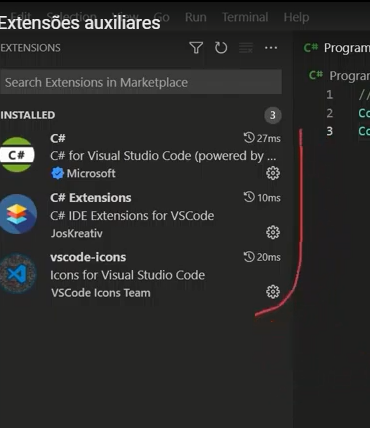 Extensões auxiliares
Go Run Terminal Help
EXTENSIONS
Search Extensions in Marketplace
INSTALLED 3
C# 27ms
C# for Visual Studio Code (powered by ...
Microsoft
C# Extensions 10ms
C# IDE Extensions for VSCode
JosKreativ
vscode-icons 20ms
Icons for Visual Studio Code
VSCode Icons Team
C# Program
C# Program
1 //
2 Co
3 Co
C#